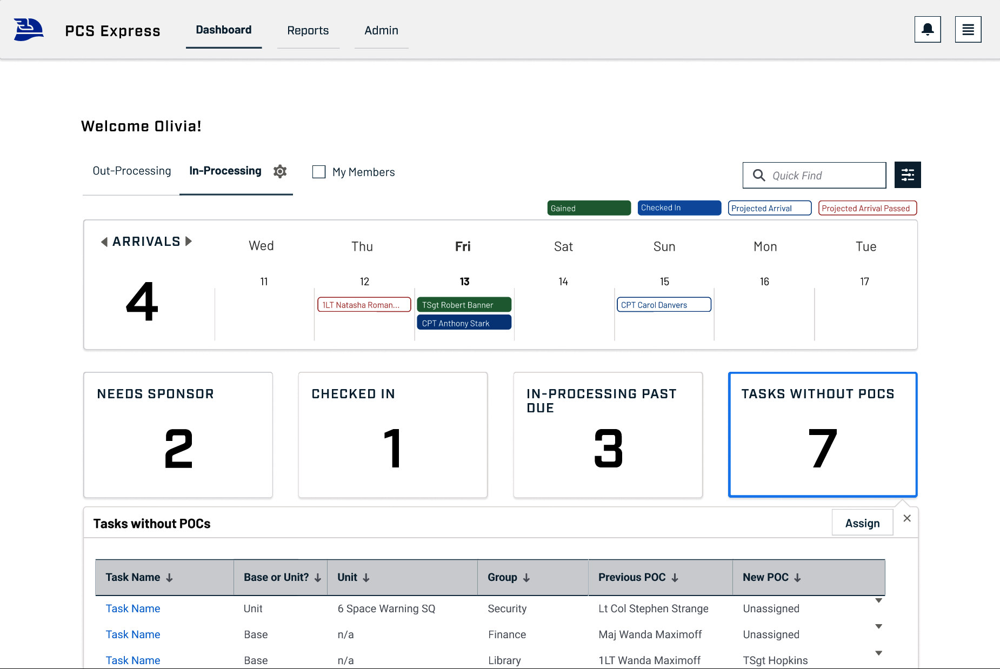 PCS Express
Dashboard
Reports
Admin
Welcome Olivia!
Out-Processing
In-Processing
My Members
Quick Find
Gained
Checked In
Projected Arrival
Projected Arrival Passed
ARRIVALS
4
Wed
Thu
Fri
Sat
Sun
Mon
Tue
11
12
13
14
15
16
17
1LT Natasha Roman...
TSgt Robert Banner
CPT Carol Danvers
CPT Anthony Stark
NEEDS SPONSOR
2
CHECKED IN
1
IN-PROCESSING PAST
DUE
3
TASKS WITHOUT POCS
7
Tasks without POCs
Assign
Task Name
Base or Unit?
Unit
Group
Previous POC
New POC
Task Name
Unit
6 Space Warning SQ
Security
Lt Col Stephen Strange
Unassigned
Task Name
Base
n/a
Finance
Maj Wanda Maximoff
Unassigned
Task Name
Base
n/a
Library
1LT Wanda Maximoff
TSgt Hopkins